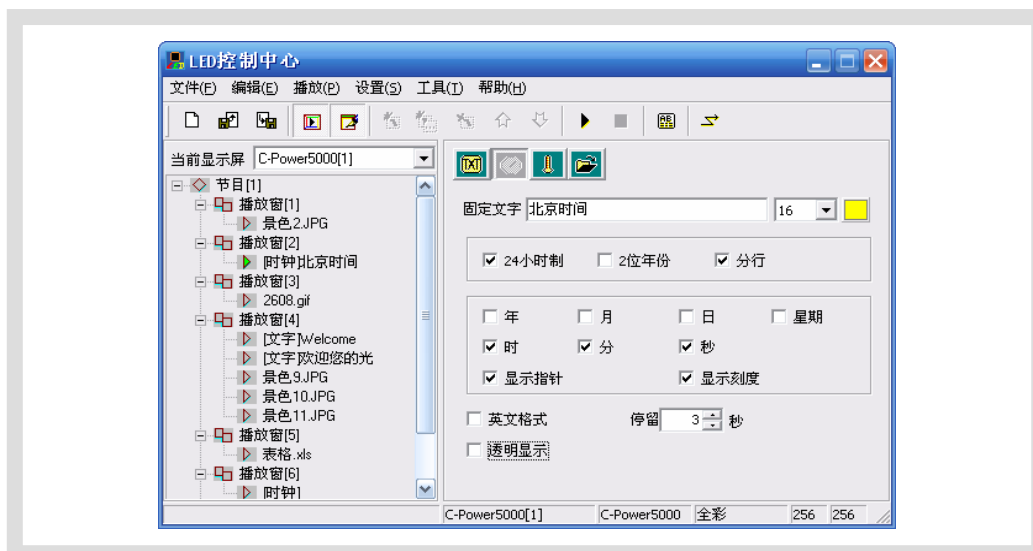 LED控制中心
文件(F) 编辑(E) 播放(P) 设置(S) 工具(T) 帮助(H)
当前显示屏 C-Power5000[1]
节目[1]
播放窗[1]
景色2.JPG
播放窗[2]
[时钟]北京时间
播放窗[3]
2608.gif
播放窗[4]
[文字]Welcome
[文字]欢迎您的光
景色9.JPG
景色10.JPG
景色11.JPG
播放窗[5]
表格.xls
播放窗[6]
[时钟]
TXT
固定文字 北京时间 16
24小时制 2位年份 分行
年 月 日 星期
时 分 秒
显示指针 显示刻度
英文格式 停留 3 秒
透明显示
C-Power5000[1] C-Power5000 全彩 256 256